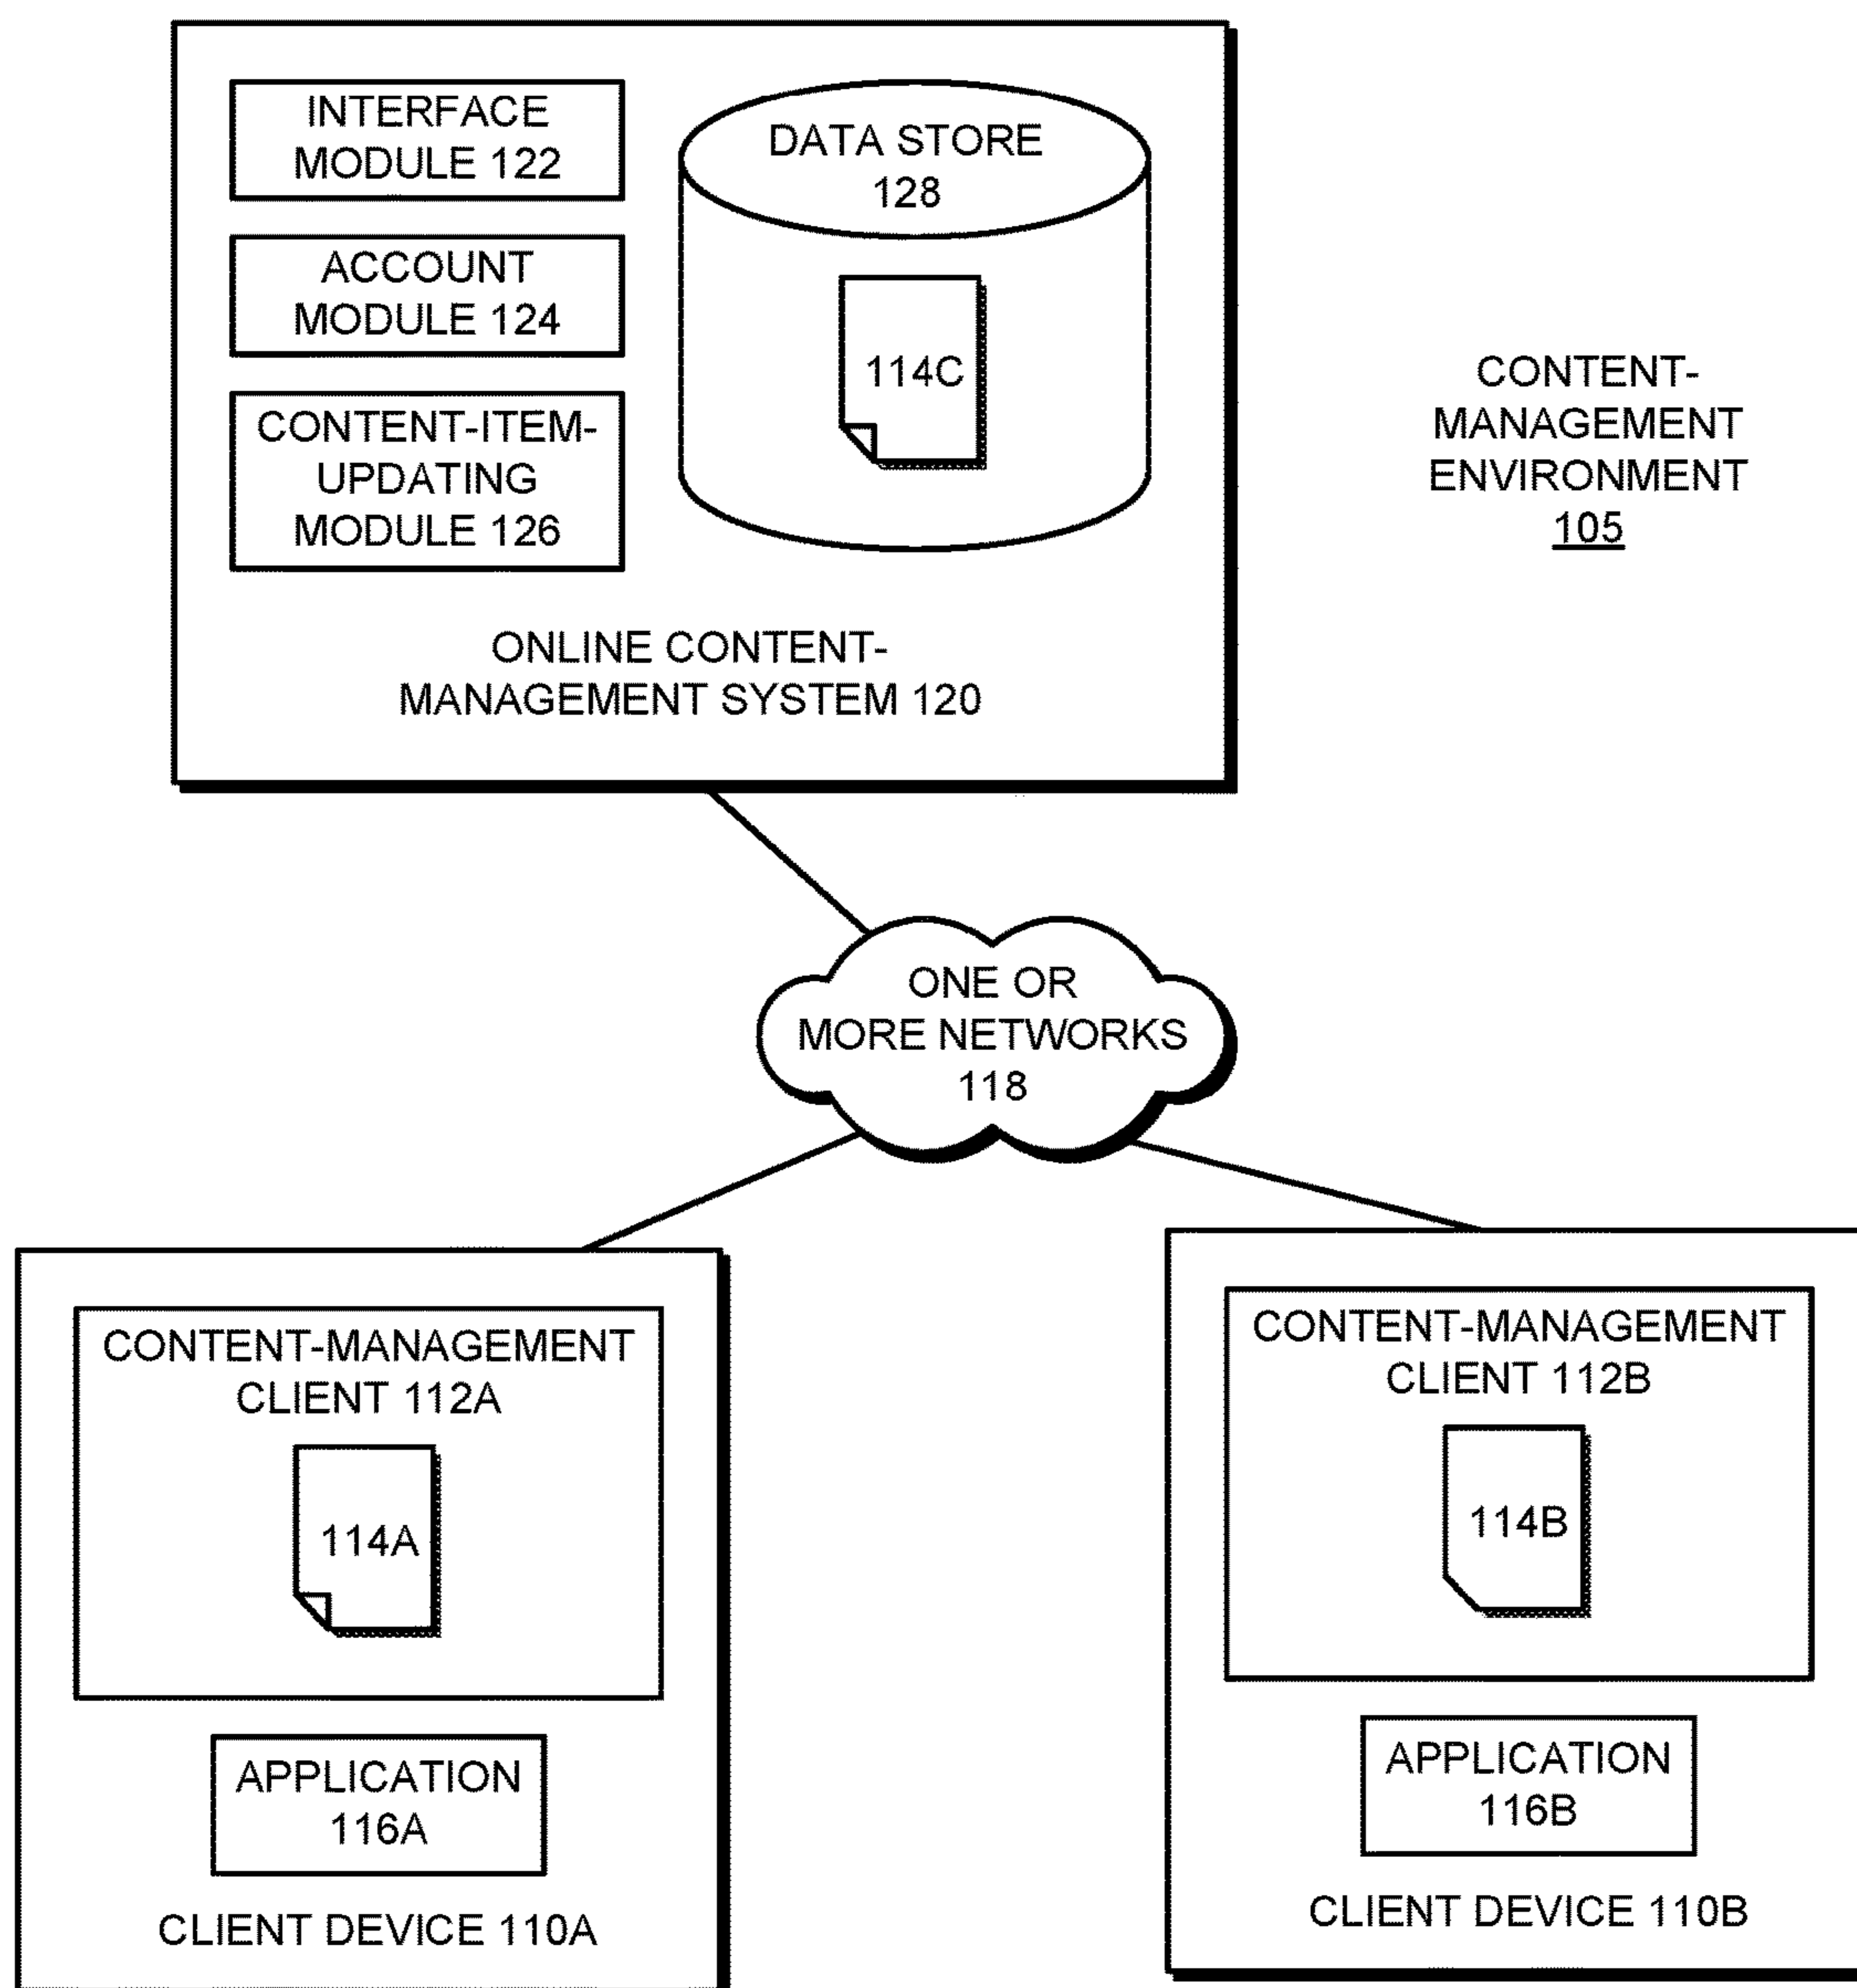 INTERFACE
MODULE 122
ACCOUNT
MODULE 124
CONTENT-ITEM-
UPDATING
MODULE 126
DATA STORE
128
114C
ONLINE CONTENT-
MANAGEMENT SYSTEM 120
CONTENT-
MANAGEMENT
ENVIRONMENT
105
ONE OR
MORE NETWORKS
118
CONTENT-MANAGEMENT
CLIENT 112A
114A
APPLICATION
116A
CLIENT DEVICE 110A
CONTENT-MANAGEMENT
CLIENT 112B
114B
APPLICATION
116B
CLIENT DEVICE 110B